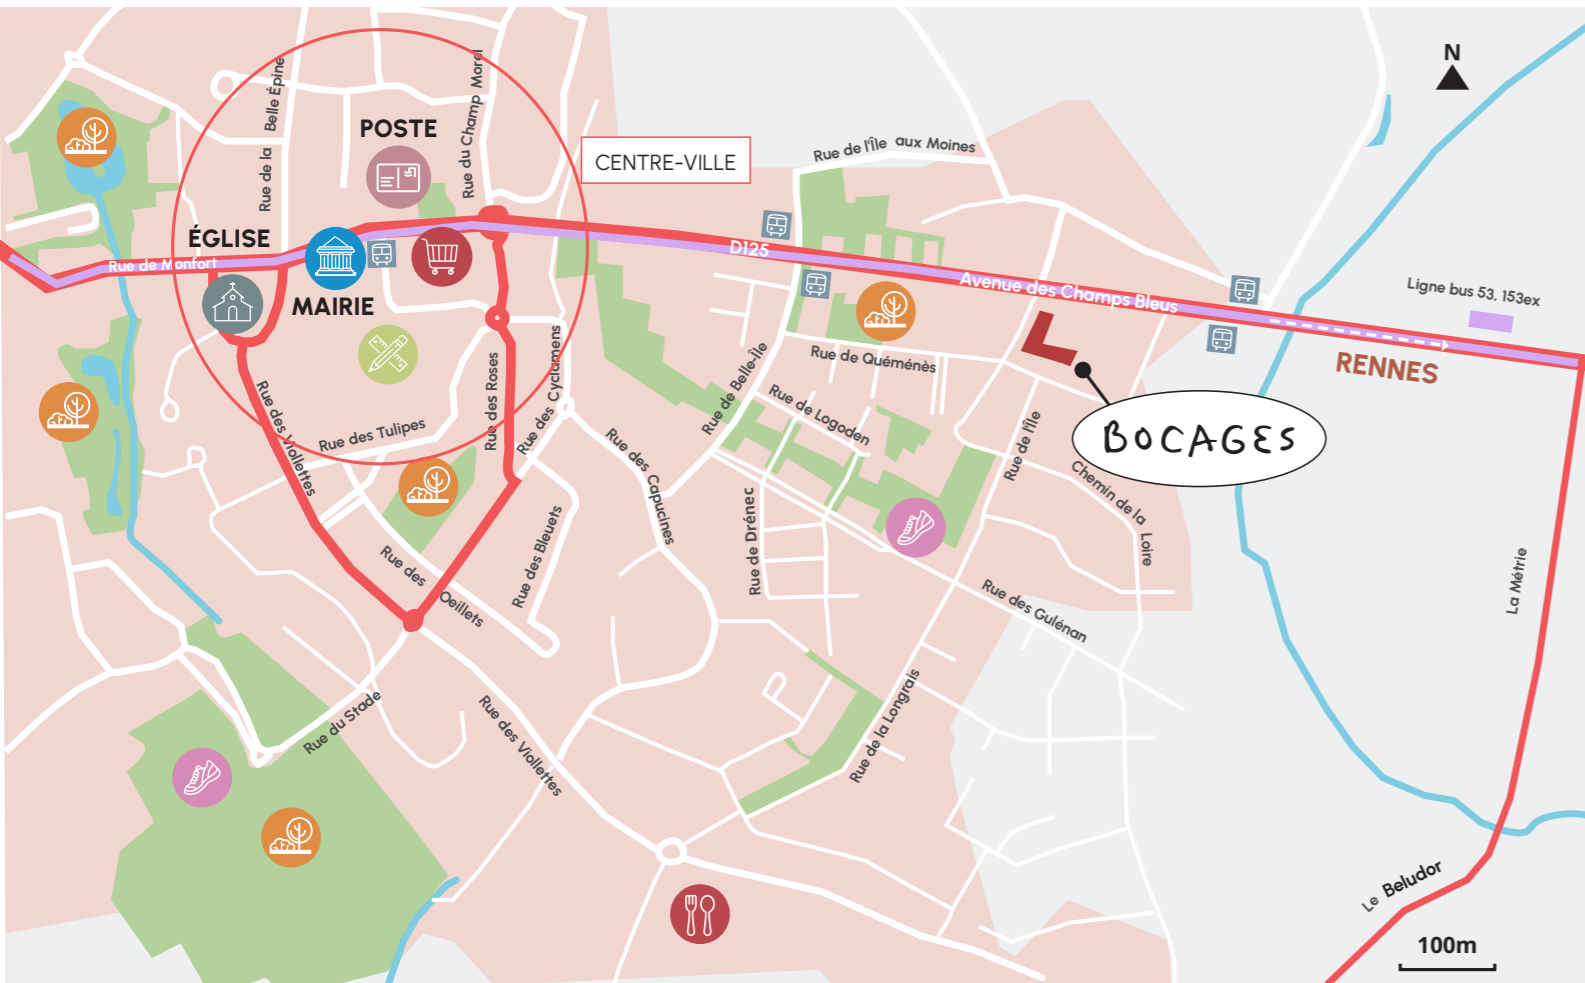 N
Rue de la Belle Épine
Rue du Champ Morel
POSTE
CENTRE-VILLE
Rue de l'Île aux Moines
ÉGLISE
MAIRIE
Rue de Monfort
D125
Avenue des Champs Bleus
Ligne bus 53, 153ex
RENNES
Rue de Quéménès
Rue de Belle-Île
Rue de Logoden
Rue des Cyclamens
Rue des Roses
Rue des Tulipes
Rue des Viollettes
Rue des Capucines
Rue de l'Île
BOCAGES
Chemin de la Loire
Rue de Drénec
Rue des Bleuets
Rue des Oeillets
Rue des Gulénan
La Métrie
Rue du Stade
Rue des Viollettes
Rue de la Longrais
Le Beludor
100m